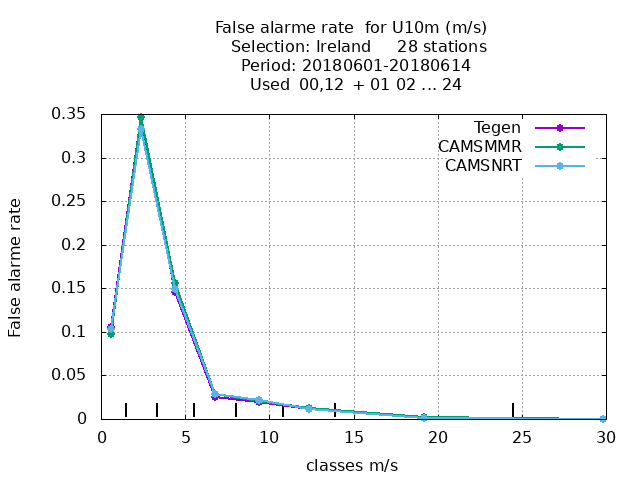 False alarme rate  for U10m (m/s)
Selection: Ireland     28 stations
Period: 20180601-20180614
Used  00,12  + 01 02 ... 24
0.35
0.3
0.25
0.2
0.15
0.1
0.05
0
False alarme rate
Tegen
CAMSMMR
CAMSNRT
0 5 10 15 20 25 30
classes m/s